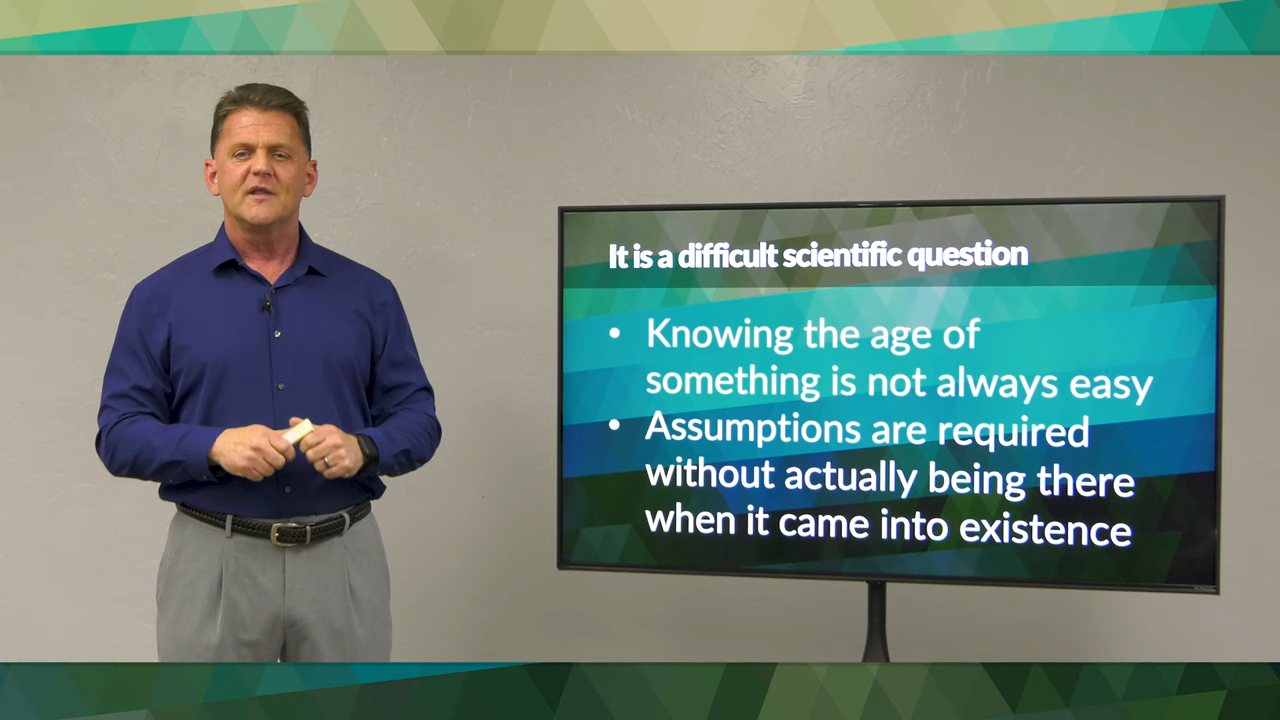 It is a difficult scientific question
• Knowing the age of
something is not always easy
• Assumptions are required
without actually being there
when it came into existence